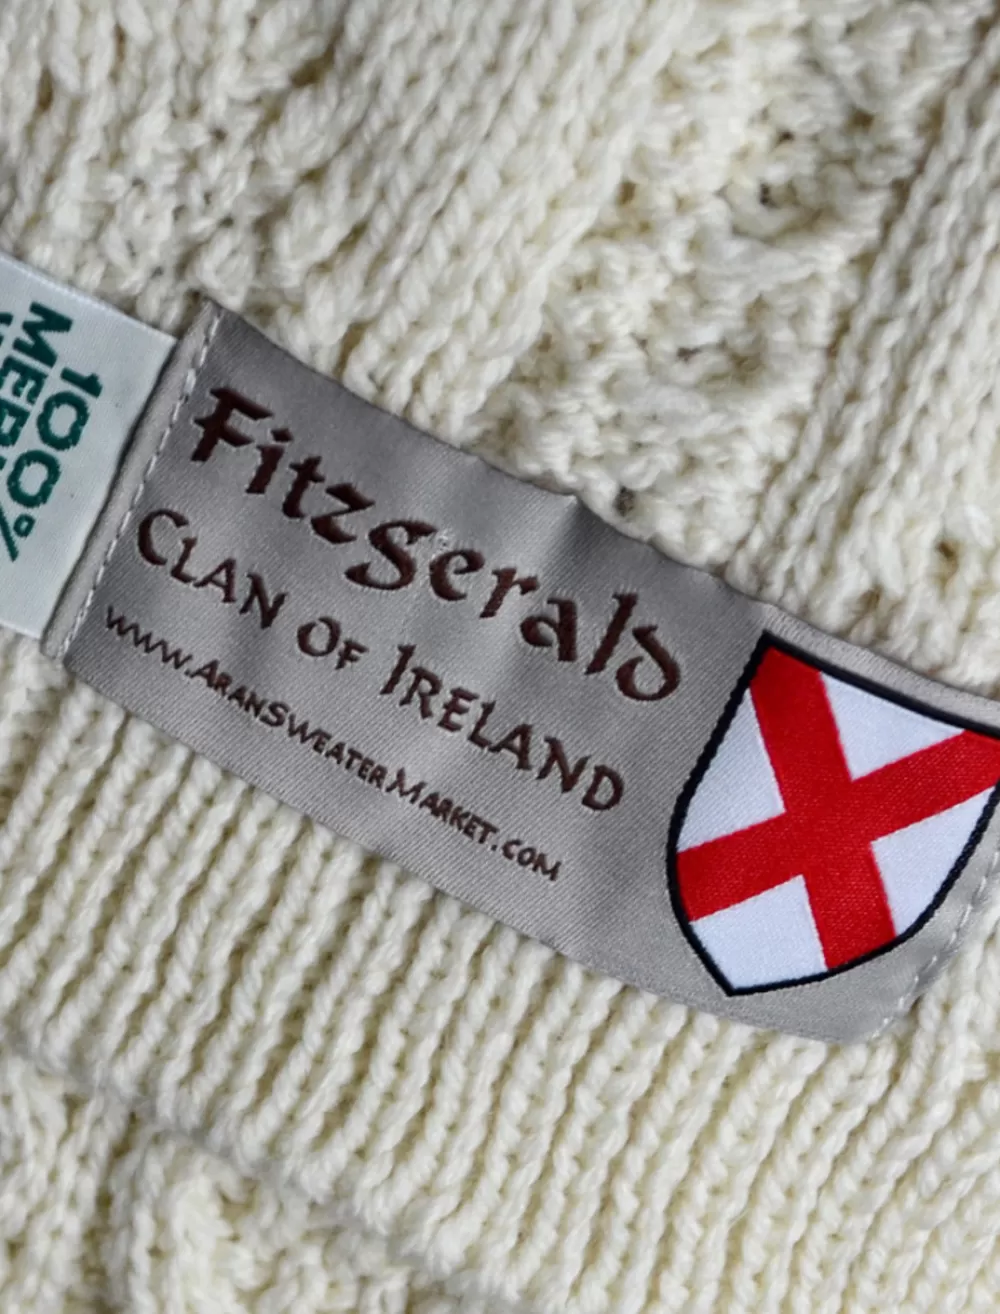 100%
Fitzgerald
CLAN OF IRELAND
www.ARANSWEATERMARKET.COM